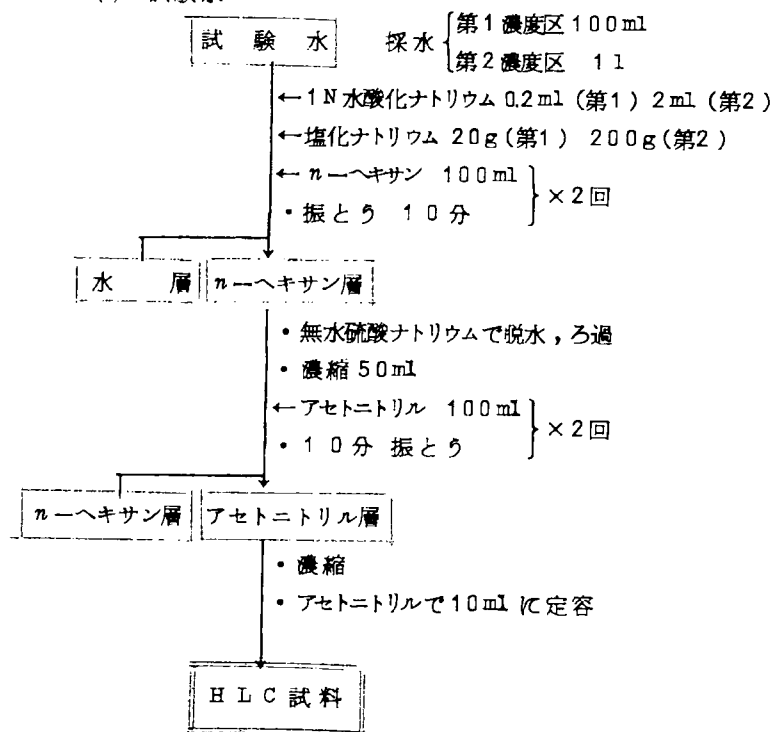 試験水 採水 第1濃度区 100ml
第2濃度区 1l
←1N水酸化ナトリウム 0.2ml (第1) 2ml (第2)
←塩化ナトリウム 20g(第1) 200g(第2)
←n－ヘキサン 100ml
・振とう 10分 ×2回
水層 n－ヘキサン層
・無水硫酸ナトリウムで脱水,ろ過
・濃縮 50ml
←アセトニトリル 100ml
・10分 振とう ×2回
n－ヘキサン層 アセトニトリル層
・濃縮
・アセトニトリルで10mlに定容
HLC試料